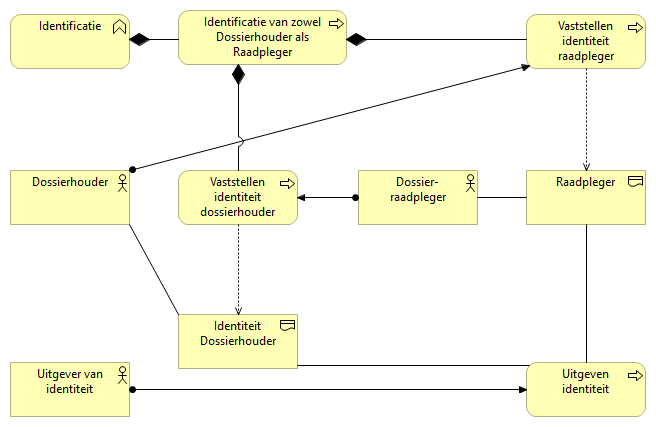 Identificatie
Identificatie van zowel
Dossierhouder als
Raadpleger
Vaststellen
identiteit
raadpleger
Dossierhouder
Vaststellen
identiteit
dossierhouder
Dossier-
raadpleger
Raadpleger
Identiteit
Dossierhouder
Uitgever van
identiteit
Uitgeven
identiteit